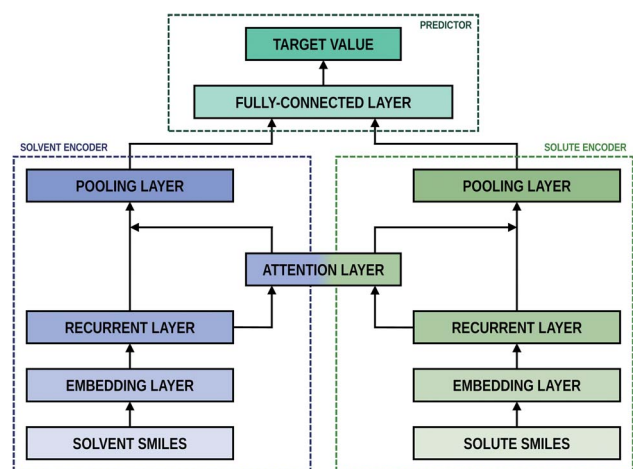 PREDICTOR
TARGET VALUE
FULLY-CONNECTED LAYER
SOLVENT ENCODER
SOLUTE ENCODER
POOLING LAYER
POOLING LAYER
ATTENTION LAYER
RECURRENT LAYER
RECURRENT LAYER
EMBEDDING LAYER
EMBEDDING LAYER
SOLVENT SMILES
SOLUTE SMILES